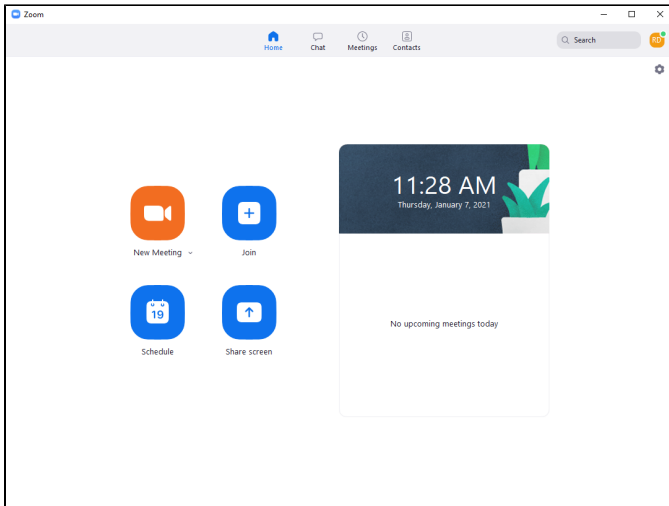 Zoom
Home
Chat
Meetings
Contacts
Search
RD
11:28 AM
Thursday, January 7, 2021
New Meeting
Join
19
Schedule
Share screen
No upcoming meetings today